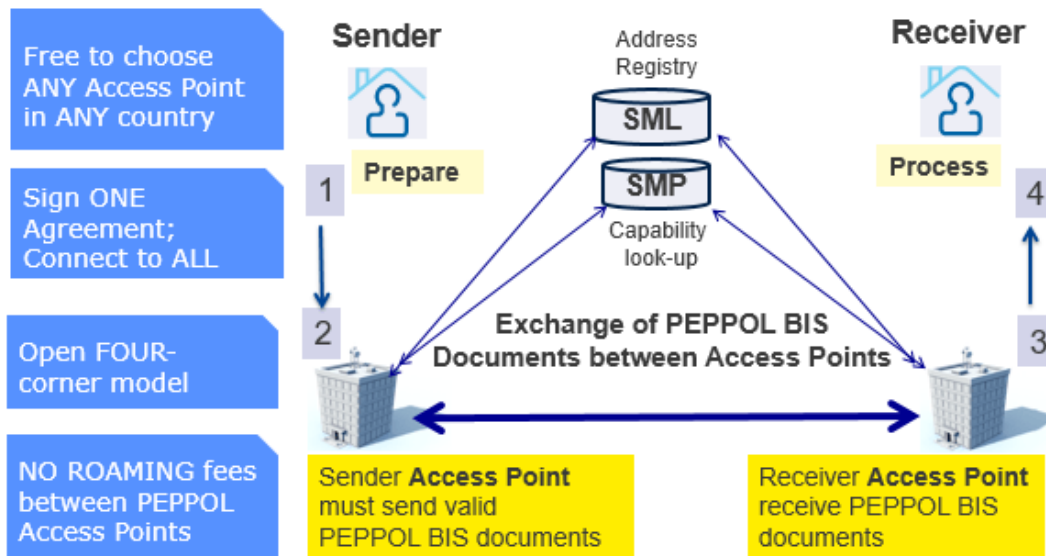 Free to choose
ANY Access Point
in ANY country
Sign ONE
Agreement;
Connect to ALL
Open FOUR-
corner model
NO ROAMING fees
between PEPPOL
Access Points
Sender
Prepare
1
2
Address
Registry
SML
SMP
Capability
look-up
Receiver
Process
4
3
Exchange of PEPPOL BIS
Documents between Access Points
Sender Access Point
must send valid
PEPPOL BIS documents
Receiver Access Point
receive PEPPOL BIS
documents